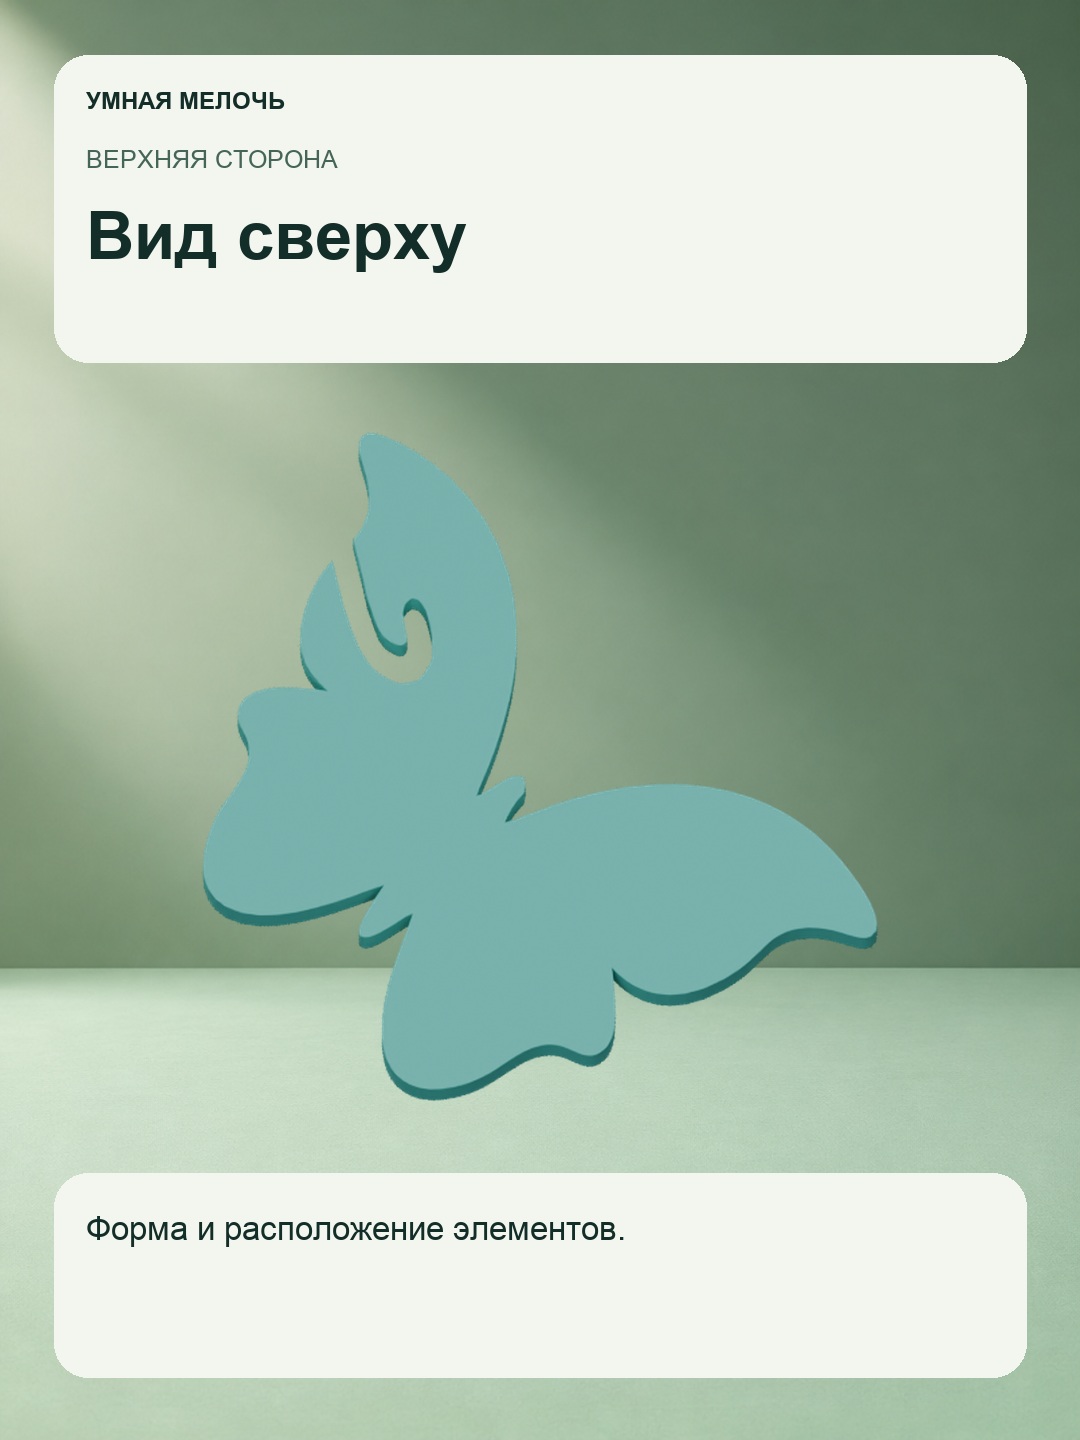 УМНАЯ МЕЛОЧЬ
ВЕРХНЯЯ СТОРОНА
Вид сверху
Форма и расположение элементов.